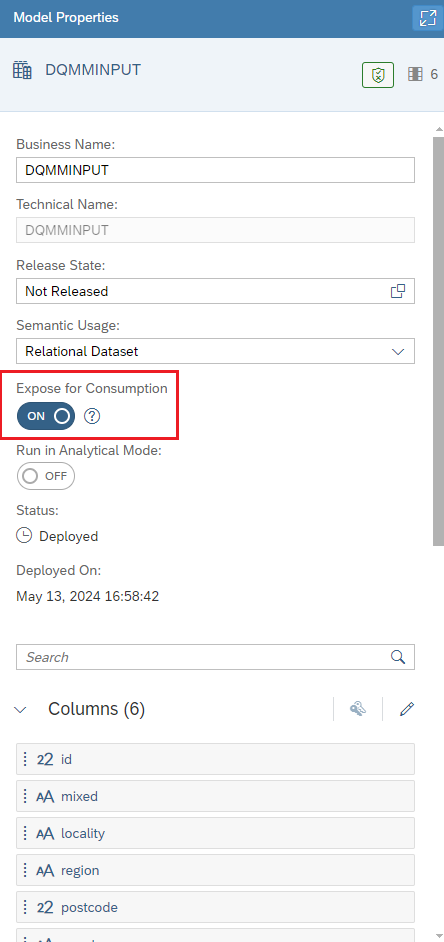 Model Properties
DQMMINPUT
6
Business Name:
DQMMINPUT
Technical Name:
DQMMINPUT
Release State:
Not Released
Semantic Usage:
Relational Dataset
Expose for Consumption
ON ?
Run in Analytical Mode:
OFF
Status:
Deployed
Deployed On:
May 13, 2024 16:58:42
Search
Columns (6)
22 id
AA mixed
AA locality
AA region
22 postcode